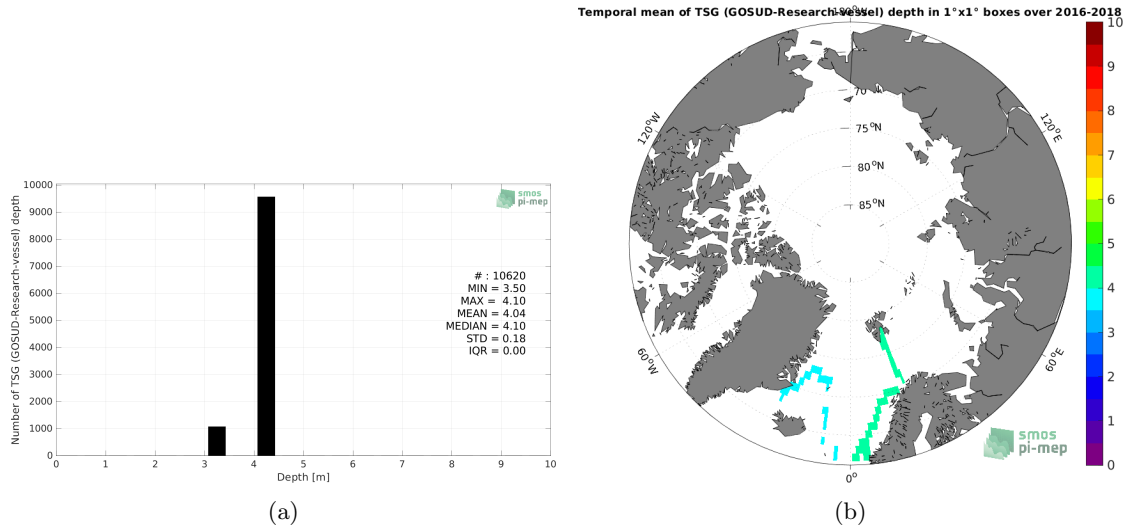 Temporal mean of TSG (GOSUD-Research-vessel) depth in 1°x1° boxes over 2016-2018
180°W
10
9
8
7
6
5
4
3
2
1
0
120°W
120°E
70
75°N
80°N
85°N
60°W
60°E
0°
smos
pi-mep
10000
9000
8000
7000
6000
5000
4000
3000
2000
1000
0
Number of TSG (GOSUD-Research-vessel) depth
smos
pi-mep
# : 10620
MIN = 3.50
MAX = 4.10
MEAN = 4.04
MEDIAN = 4.10
STD = 0.18
IQR = 0.00
0 1 2 3 4 5 6 7 8 9 10
Depth [m]
(a)
(b)